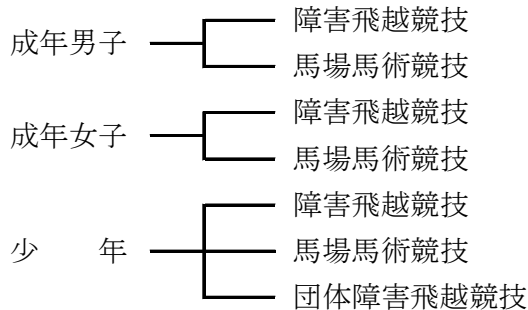 成年男子
障害飛越競技
馬場馬術競技
成年女子
障害飛越競技
馬場馬術競技
少　　年
障害飛越競技
馬場馬術競技
団体障害飛越競技